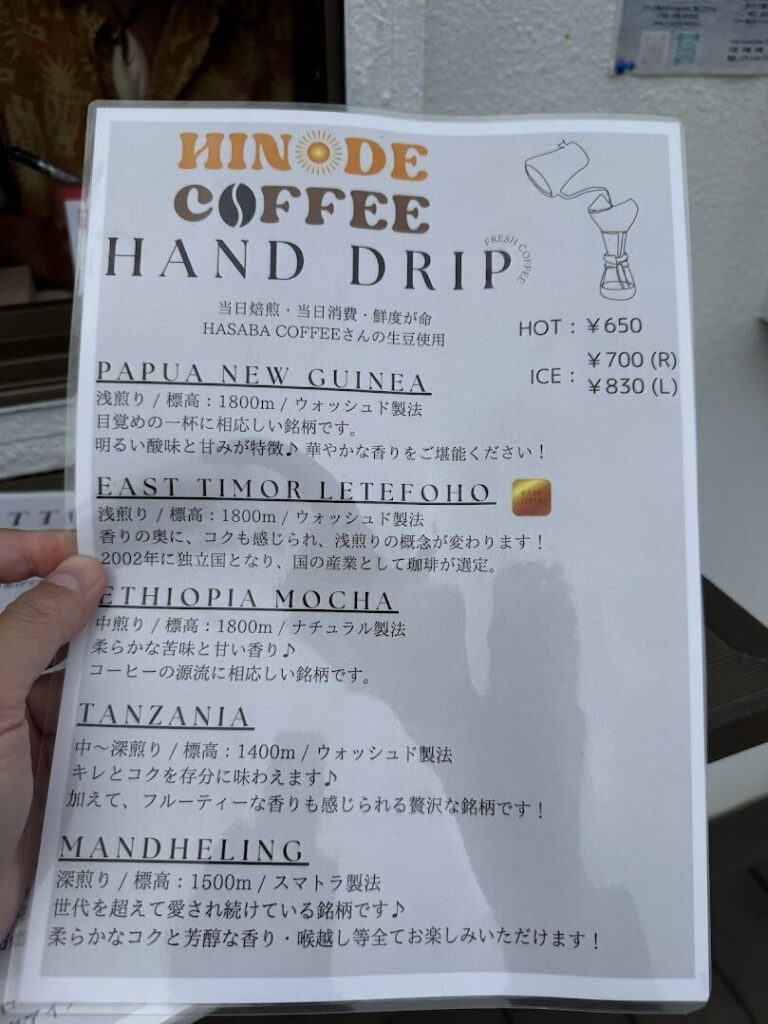 HINODE
COFFEE
HAND DRIP
FRESH COFFEE
当日焙煎・当日消費・鮮度が命
HASABA COFFEEさんの生豆使用
HOT：¥650
ICE：¥700 (R)
¥830 (L)
PAPUA NEW GUINEA
浅煎り / 標高：1800m / ウォッシュド製法
目覚めの一杯に相応しい銘柄です。
明るい酸味と甘みが特徴♪ 華やかな香りをご堪能ください！
EAST TIMOR LETEFOHO
RARE
ITEM
浅煎り / 標高：1800m / ウォッシュド製法
香りの奥に、コクも感じられ、浅煎りの概念が変わります！
2002年に独立国となり、国の産業として珈琲が選定。
ETHIOPIA MOCHA
中煎り / 標高：1800m / ナチュラル製法
柔らかな苦味と甘い香り♪
コーヒーの源流に相応しい銘柄です。
TANZANIA
中～深煎り / 標高：1400m / ウォッシュド製法
キレとコクを存分に味わえます♪
加えて、フルーティーな香りも感じられる贅沢な銘柄です！
MANDHELING
深煎り / 標高：1500m / スマトラ製法
世代を超えて愛され続けている銘柄です♪
柔らかなコクと芳醇な香り・喉越し等全てお楽しみいただけます！